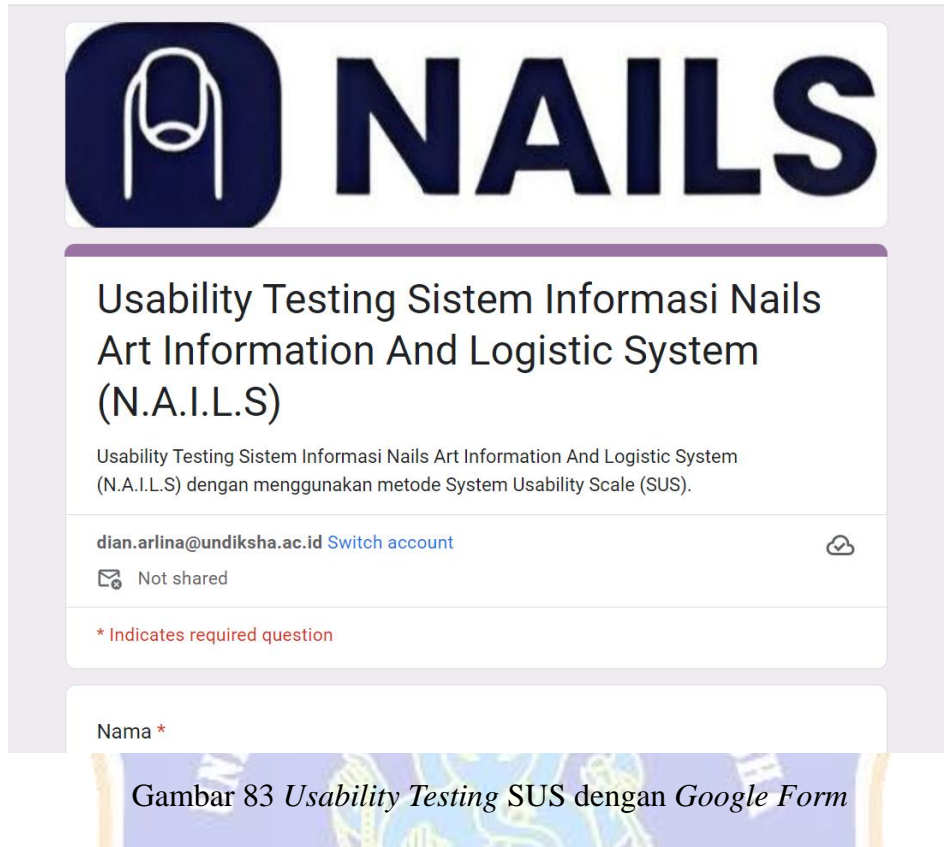 NAILS
Usability Testing Sistem Informasi Nails
Art Information And Logistic System
(N.A.I.L.S)
Usability Testing Sistem Informasi Nails Art Information And Logistic System
(N.A.I.L.S) dengan menggunakan metode System Usability Scale (SUS).
dian.arlina@undiksha.ac.id Switch account
Not shared
* Indicates required question
Nama *
Gambar 83 Usability Testing SUS dengan Google Form